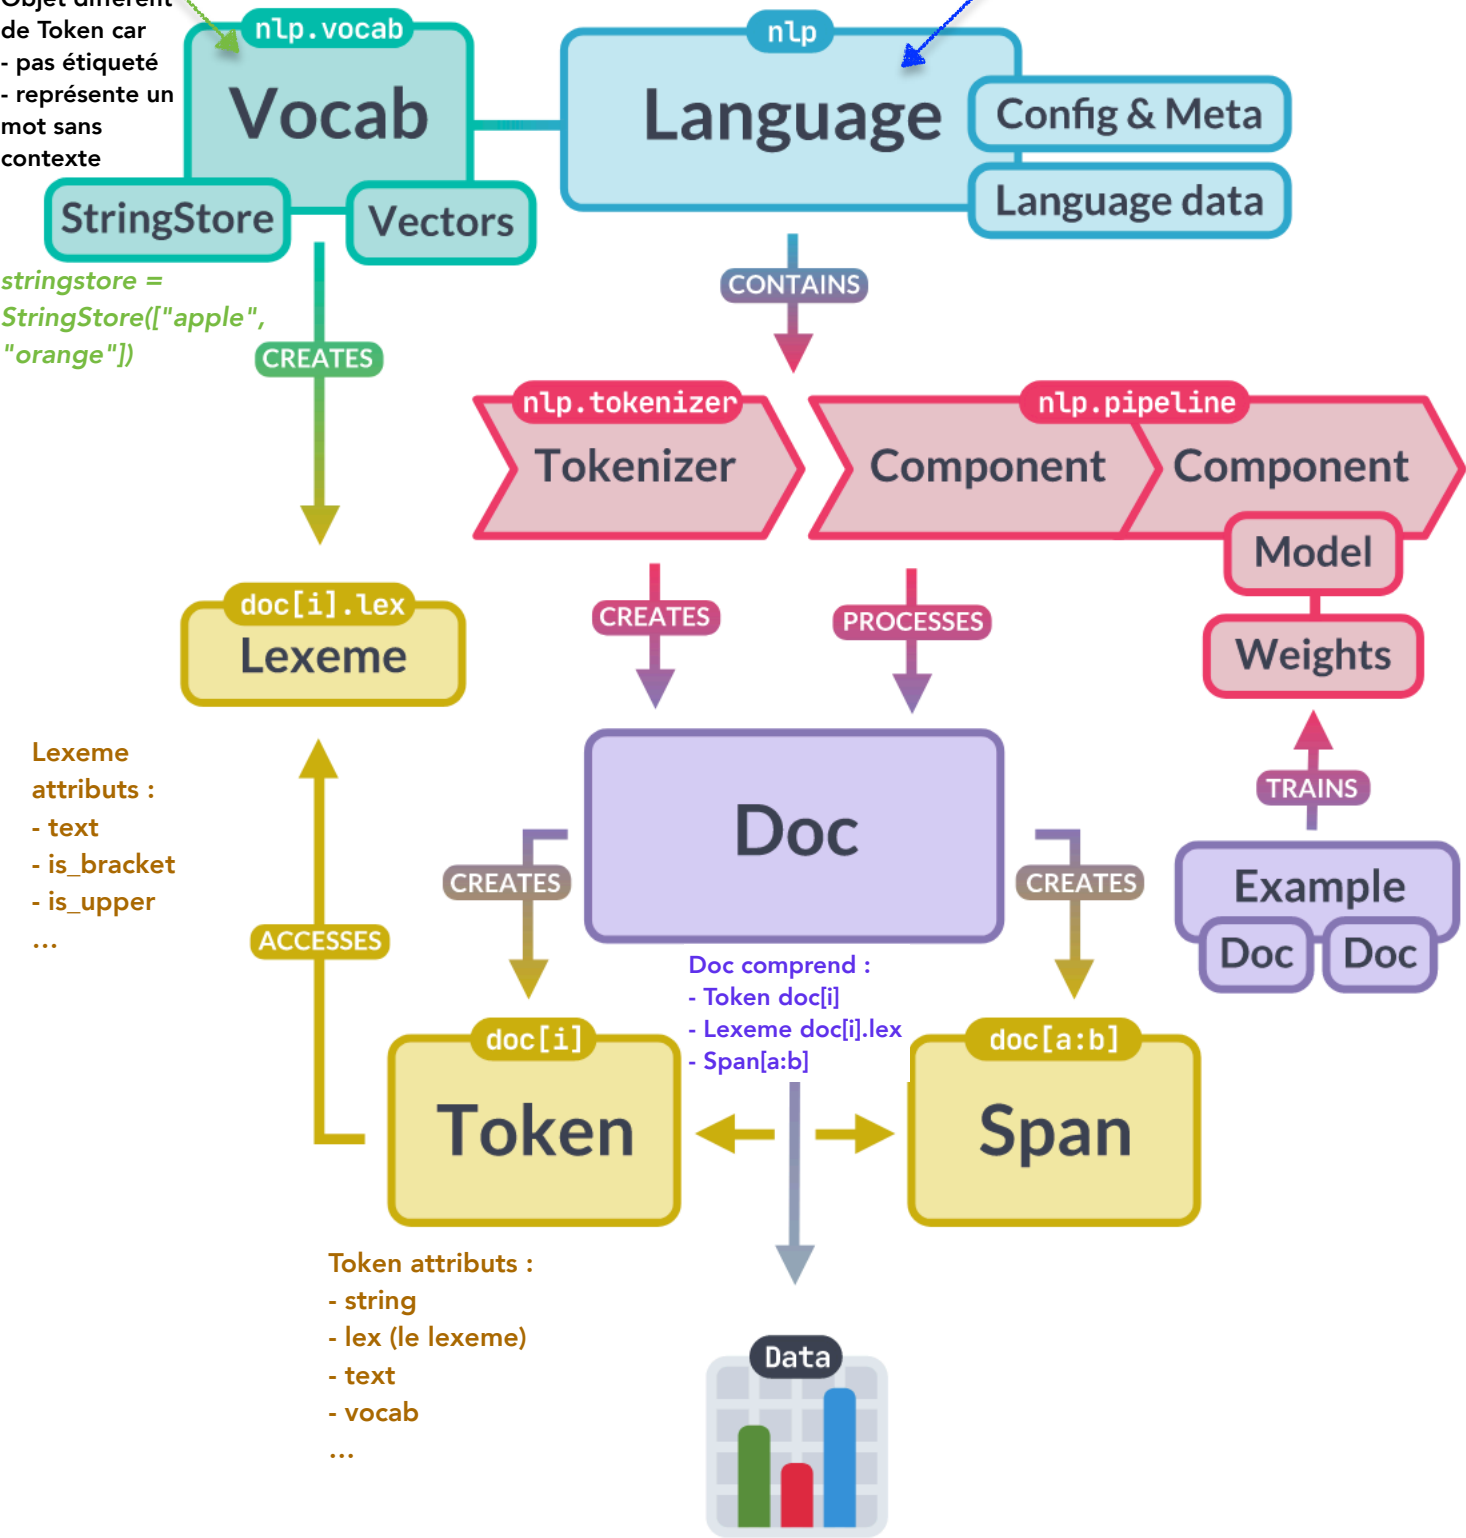 Objet différent
de Token car
- pas étiqueté
- représente un
mot sans
contexte
nlp.vocab
Vocab
StringStore
Vectors
nlp
Language
Config & Meta
Language data
stringstore =
StringStore(["apple",
"orange"])
CREATES
CONTAINS
nlp.tokenizer
Tokenizer
nlp.pipeline
Component
Component
Model
Weights
doc[i].lex
Lexeme
CREATES
PROCESSES
Lexeme
attributs :
- text
- is_bracket
- is_upper
...
ACCESSES
Doc
CREATES
CREATES
TRAINS
Example
Doc
Doc
Doc comprend :
- Token doc[i]
- Lexeme doc[i].lex
- Span[a:b]
doc[i]
Token
doc[a:b]
Span
Token attributs :
- string
- lex (le lexeme)
- text
- vocab
...
Data